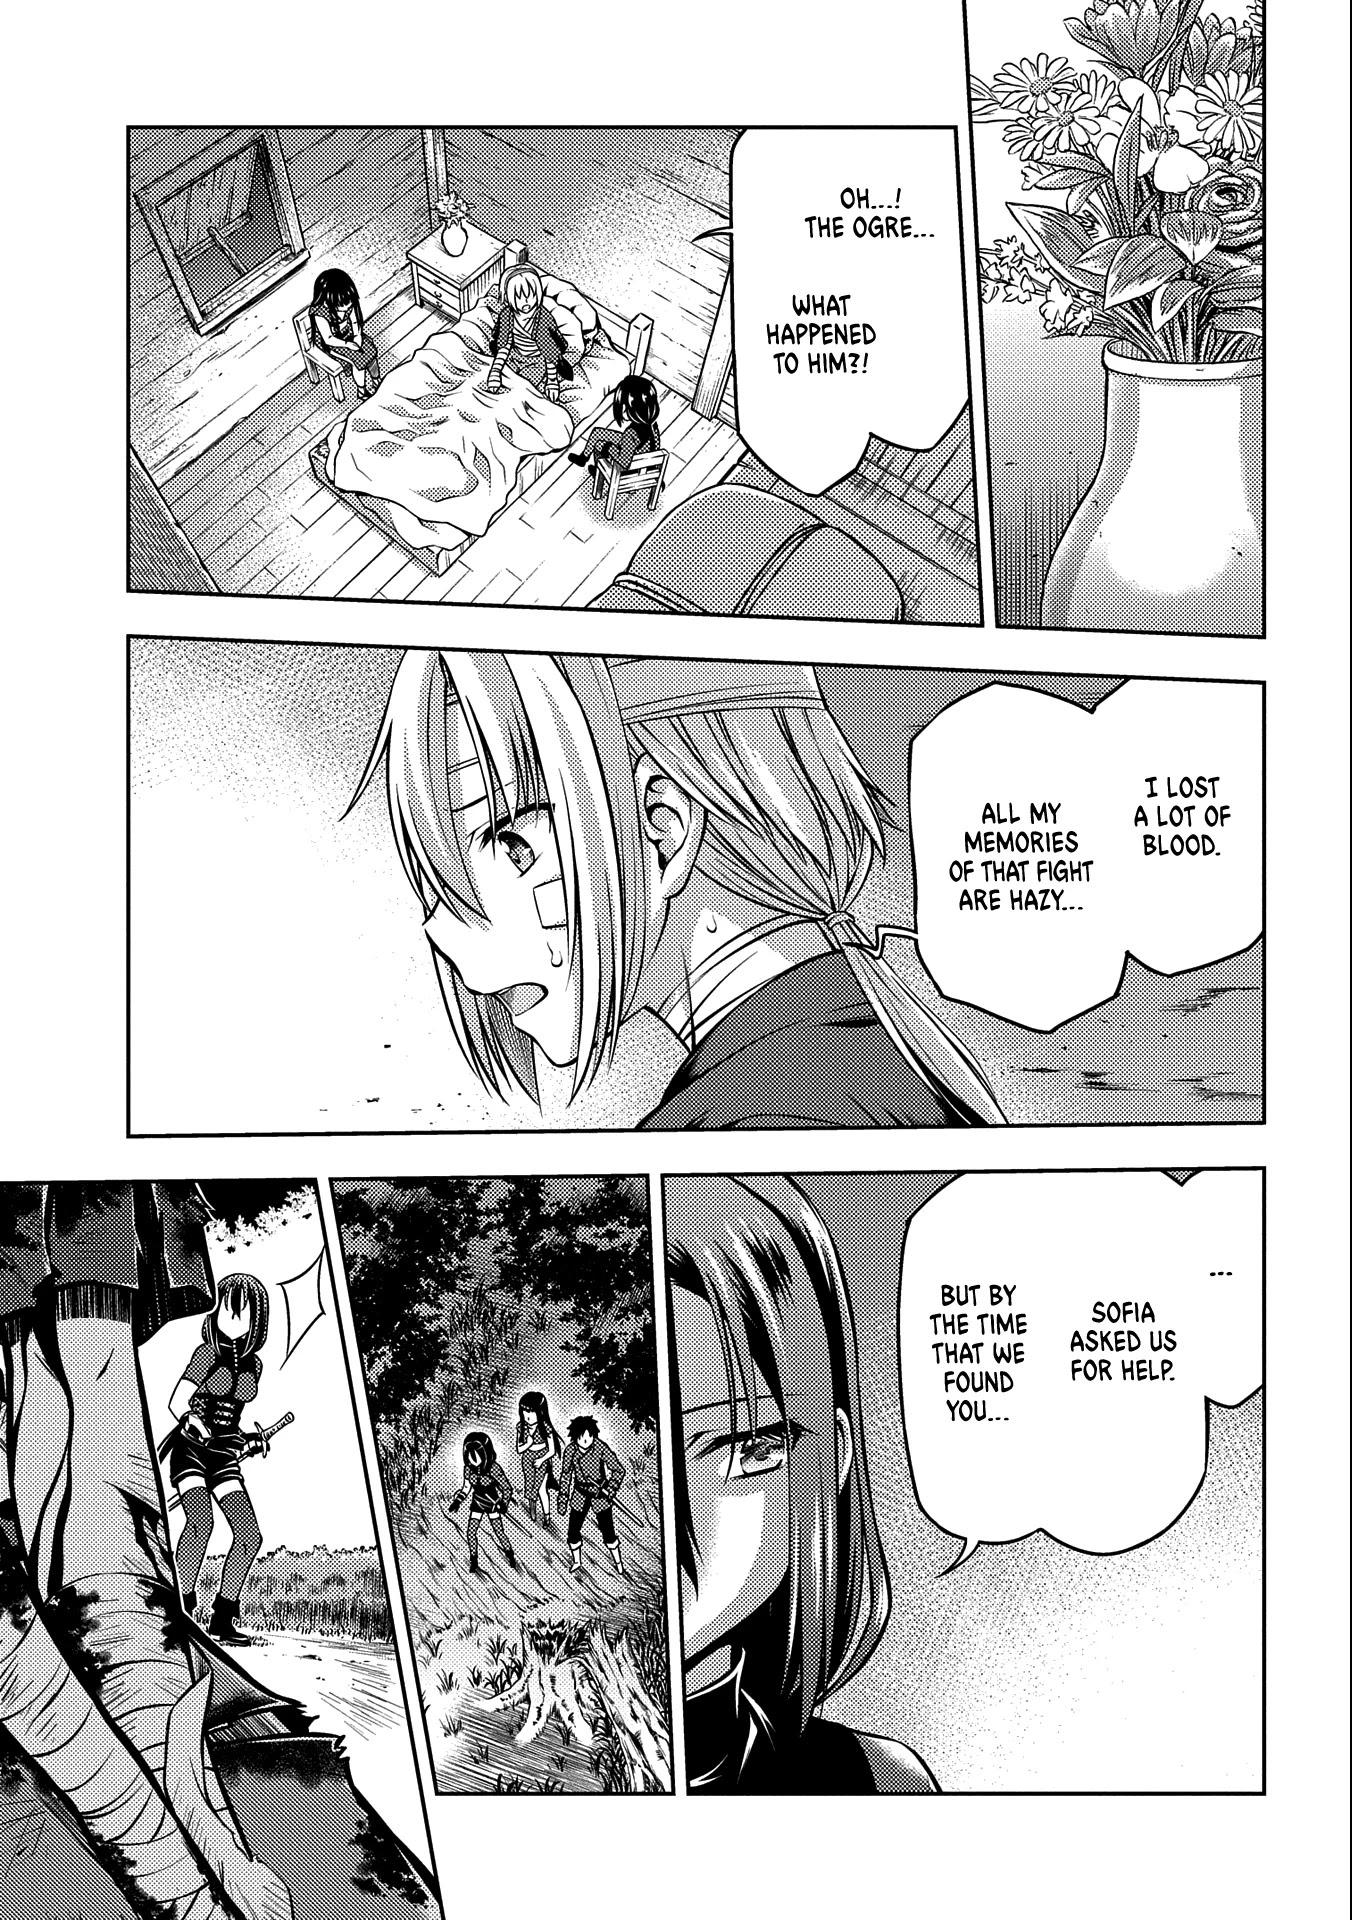 OH...!
THE OGRE...
WHAT
HAPPENED
TO HIM?!
I LOST
A LOT OF
BLOOD.
ALL MY
MEMORIES
OF THAT FIGHT
ARE HAZY...
...
SOFIA
ASKED US
FOR HELP.
BUT BY
THE TIME
THAT WE
FOUND
YOU...